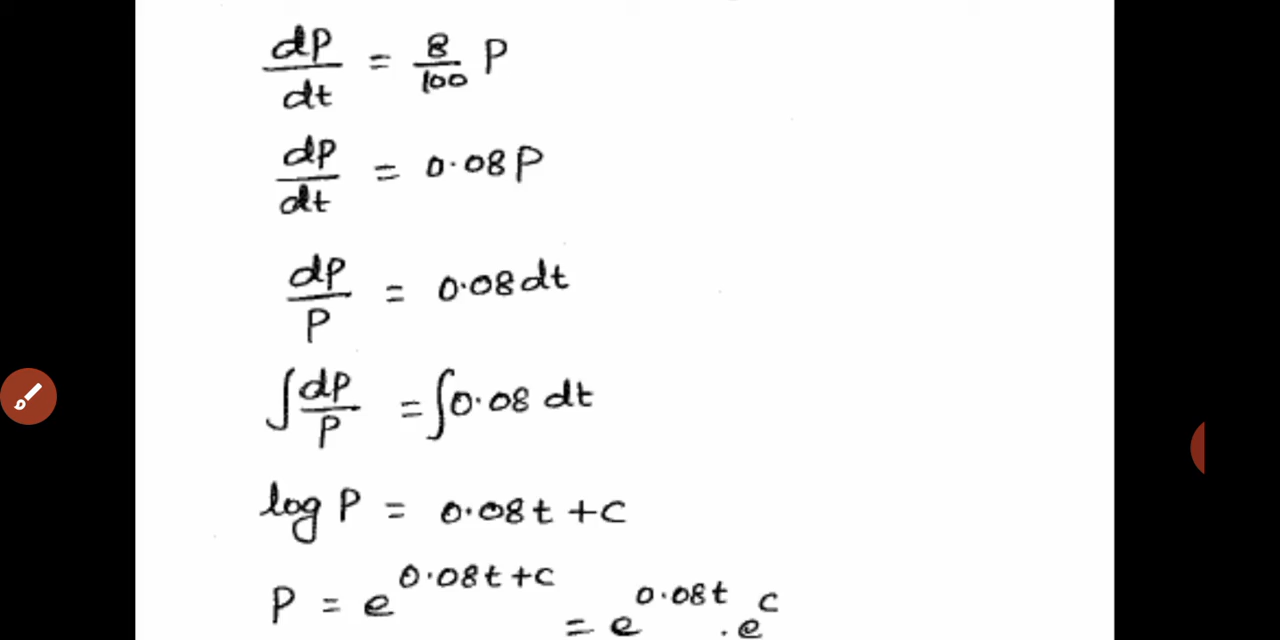 dP/dt = 8/100 P
dP/dt = 0.08P
dP/P = 0.08dt
∫dP/P = ∫0.08 dt
log P = 0.08t + c
P = e^(0.08t + c) = e^(0.08t) . e^c